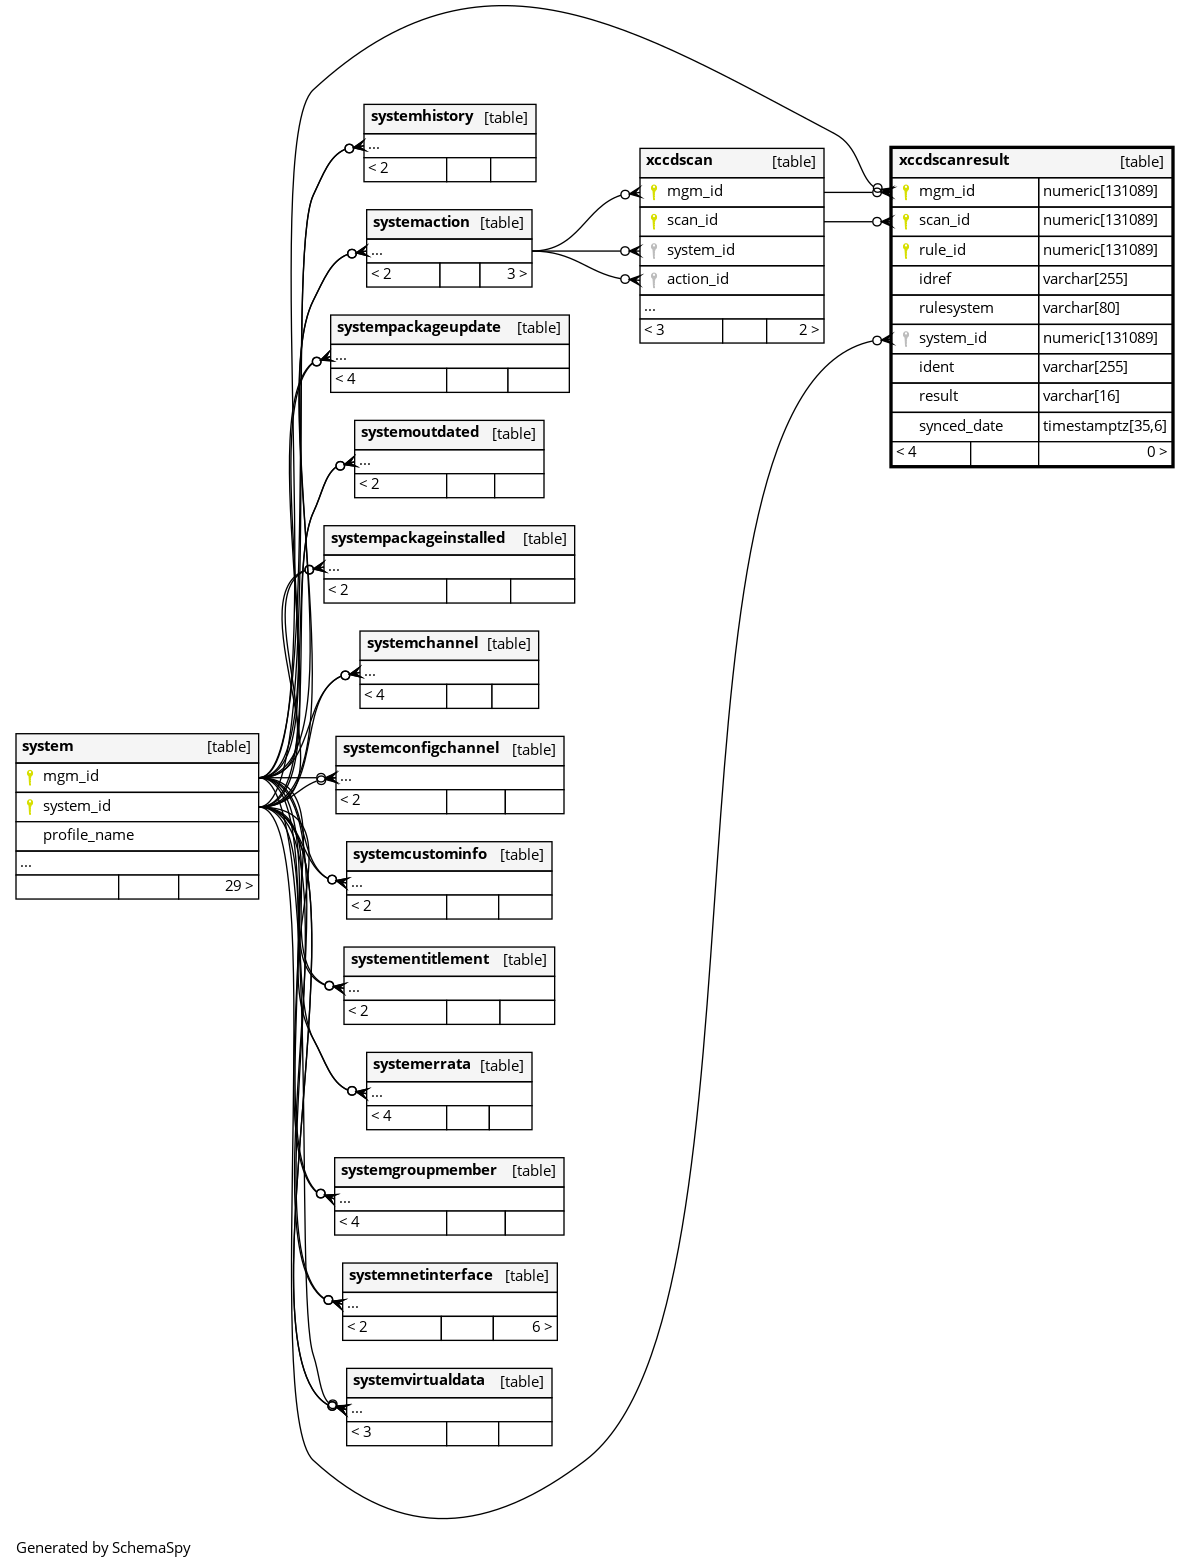 systemhistory [table]
...
< 2
systemaction [table]
...
< 2 3 >
systempackageupdate [table]
...
< 4
systemoutdated [table]
...
< 2
systempackageinstalled [table]
...
< 2
systemchannel [table]
...
< 4
systemconfigchannel [table]
...
< 2
systemcustominfo [table]
...
< 2
systementitlement [table]
...
< 2
systemerrata [table]
...
< 4
systemgroupmember [table]
...
< 4
systemnetinterface [table]
...
< 2 6 >
systemvirtualdata [table]
...
< 3
system [table]
mgm_id
system_id
profile_name
...
29 >
xccdscan [table]
mgm_id
scan_id
system_id
action_id
...
< 3 2 >
xccdscanresult [table]
mgm_id numeric[131089]
scan_id numeric[131089]
rule_id numeric[131089]
idref varchar[255]
rulesystem varchar[80]
system_id numeric[131089]
ident varchar[255]
result varchar[16]
synced_date timestamptz[35,6]
< 4 0 >
Generated by SchemaSpy